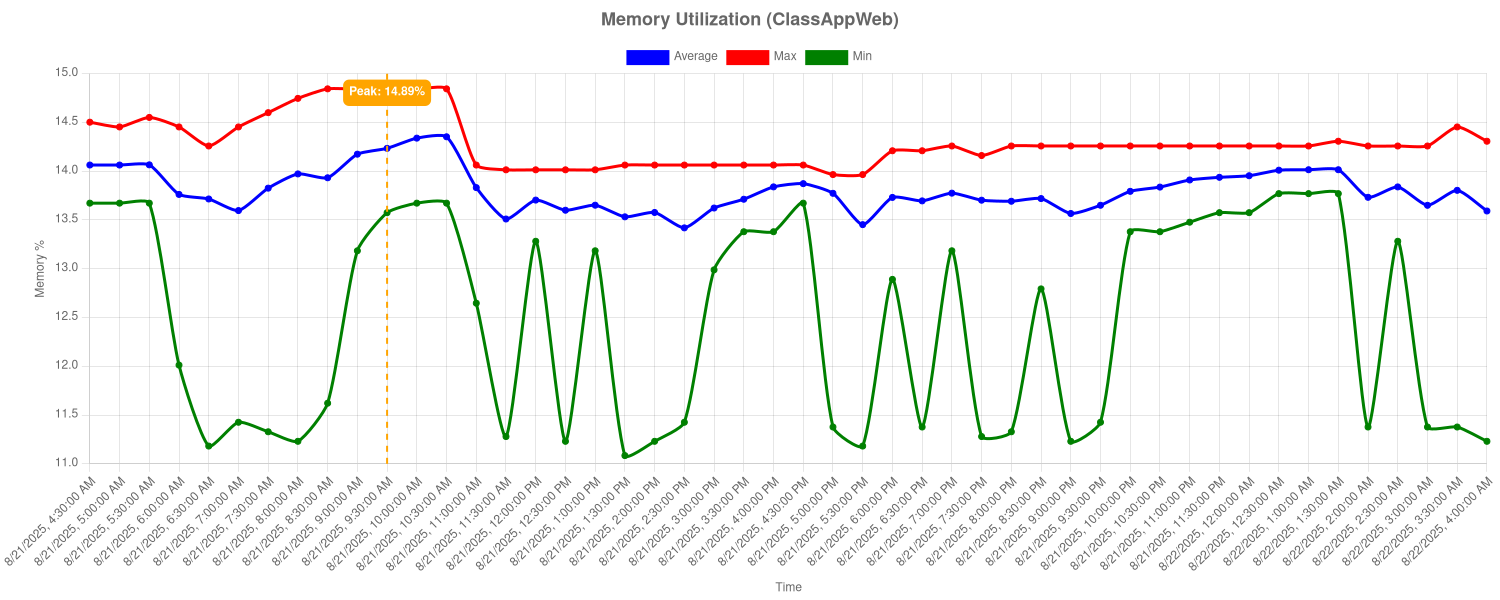 Memory Utilization (ClassAppWeb)
Average Max Min
15.0
Peak: 14.89%
14.5
14.0
13.5
13.0
12.5
12.0
11.5
11.0
Memory %
8/21/2025, 4:30:00 AM
8/21/2025, 5:00:00 AM
8/21/2025, 5:30:00 AM
8/21/2025, 6:00:00 AM
8/21/2025, 6:30:00 AM
8/21/2025, 7:00:00 AM
8/21/2025, 7:30:00 AM
8/21/2025, 8:00:00 AM
8/21/2025, 8:30:00 AM
8/21/2025, 9:00:00 AM
8/21/2025, 9:30:00 AM
8/21/2025, 10:00:00 AM
8/21/2025, 10:30:00 AM
8/21/2025, 11:00:00 AM
8/21/2025, 11:30:00 AM
8/21/2025, 12:00:00 PM
8/21/2025, 12:30:00 PM
8/21/2025, 1:00:00 PM
8/21/2025, 1:30:00 PM
8/21/2025, 2:00:00 PM
8/21/2025, 2:30:00 PM
8/21/2025, 3:00:00 PM
8/21/2025, 3:30:00 PM
8/21/2025, 4:00:00 PM
8/21/2025, 4:30:00 PM
8/21/2025, 5:00:00 PM
8/21/2025, 5:30:00 PM
8/21/2025, 6:00:00 PM
8/21/2025, 6:30:00 PM
8/21/2025, 7:00:00 PM
8/21/2025, 7:30:00 PM
8/21/2025, 8:00:00 PM
8/21/2025, 8:30:00 PM
8/21/2025, 9:00:00 PM
8/21/2025, 9:30:00 PM
8/21/2025, 10:00:00 PM
8/21/2025, 10:30:00 PM
8/21/2025, 11:00:00 PM
8/21/2025, 11:30:00 PM
8/22/2025, 12:00:00 AM
8/22/2025, 12:30:00 AM
8/22/2025, 1:00:00 AM
8/22/2025, 1:30:00 AM
8/22/2025, 2:00:00 AM
8/22/2025, 2:30:00 AM
8/22/2025, 3:00:00 AM
8/22/2025, 3:30:00 AM
8/22/2025, 4:00:00 AM
Time